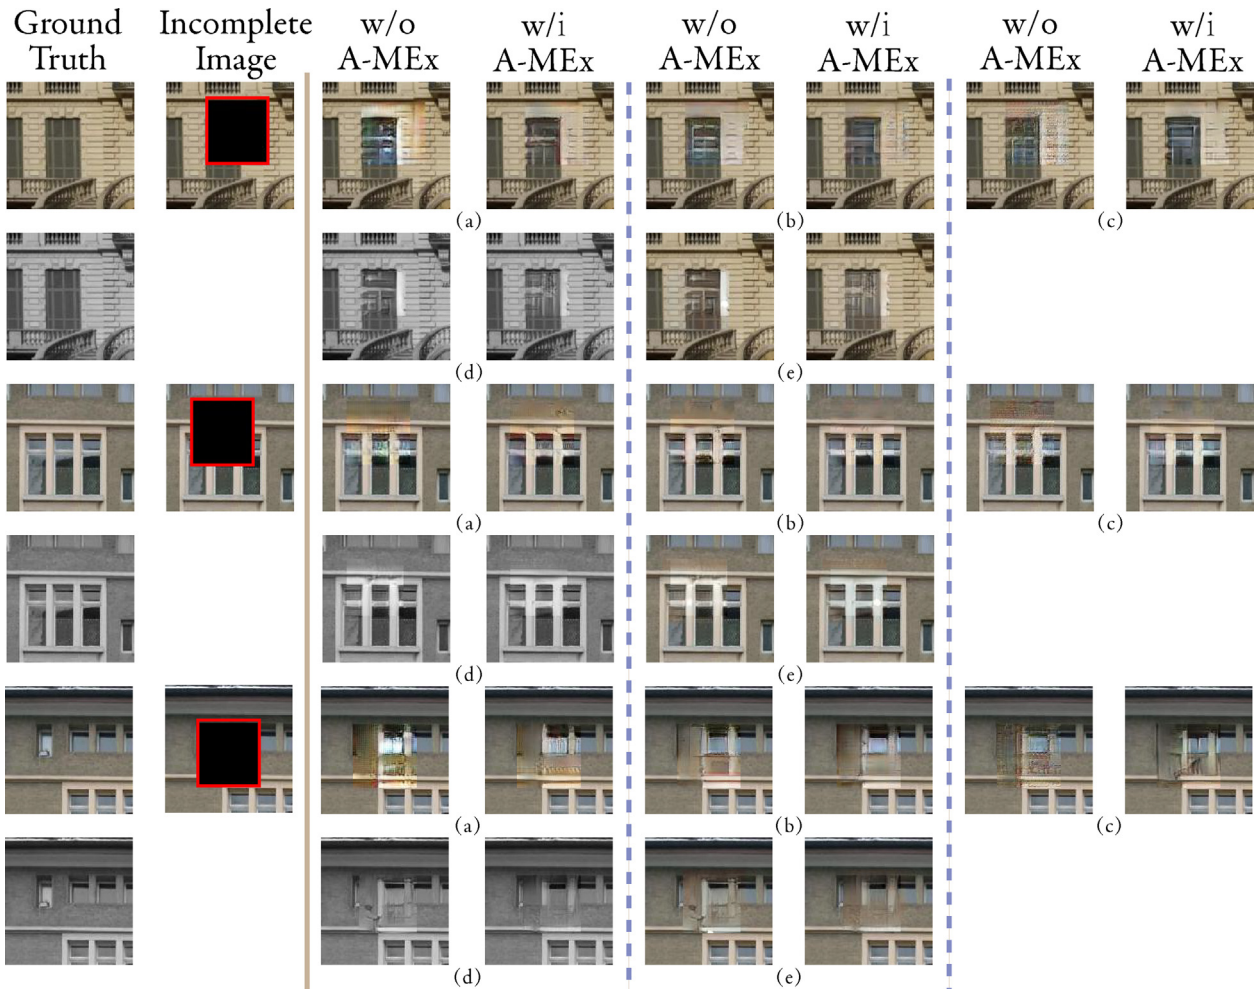 Ground Truth
Incomplete Image
w/o A-MEx
w/i A-MEx
w/o A-MEx
w/i A-MEx
w/o A-MEx
w/i A-MEx
(a)
(b)
(c)
(d)
(e)
(a)
(b)
(c)
(d)
(e)
(a)
(b)
(c)
(d)
(e)